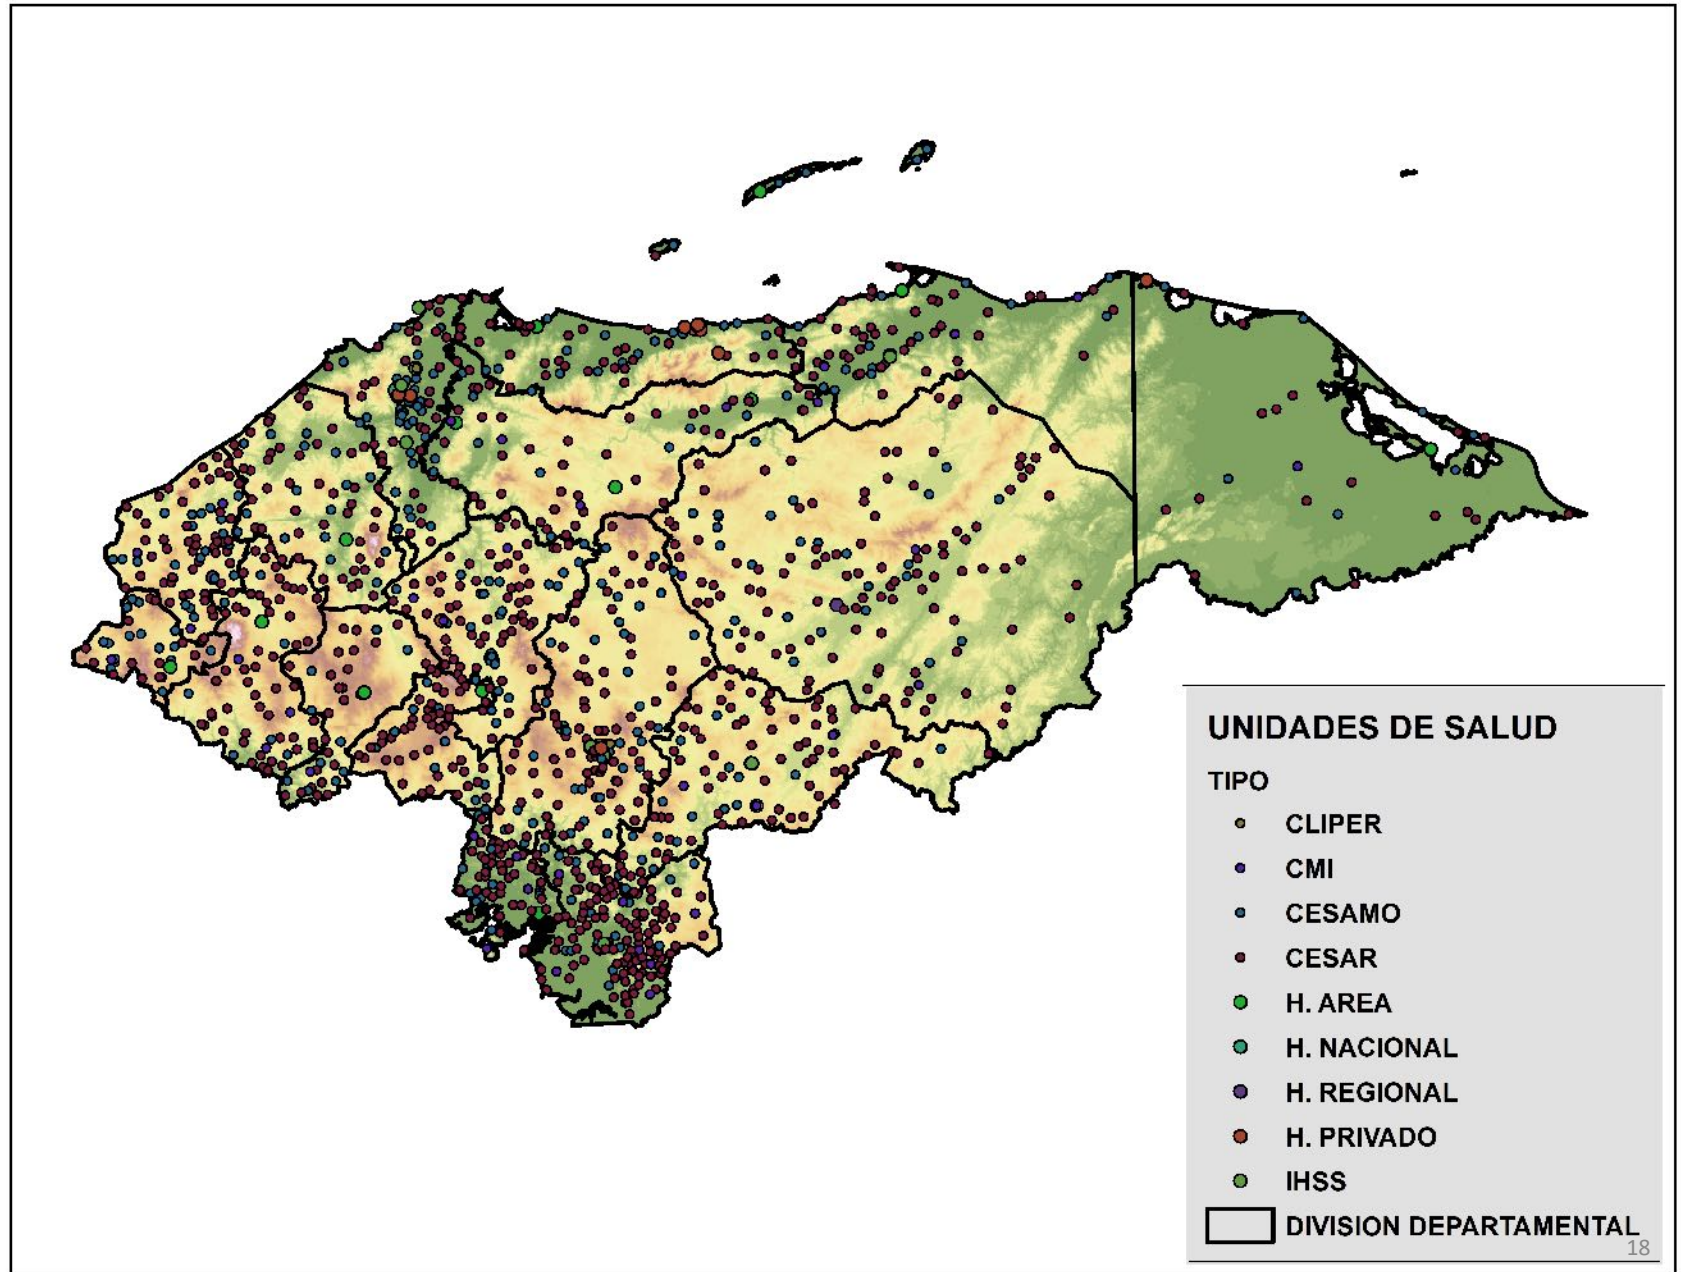 UNIDADES DE SALUD
TIPO
CLIPER
CMI
CESAMO
CESAR
H. AREA
H. NACIONAL
H. REGIONAL
H. PRIVADO
IHSS
DIVISION DEPARTAMENTAL
18